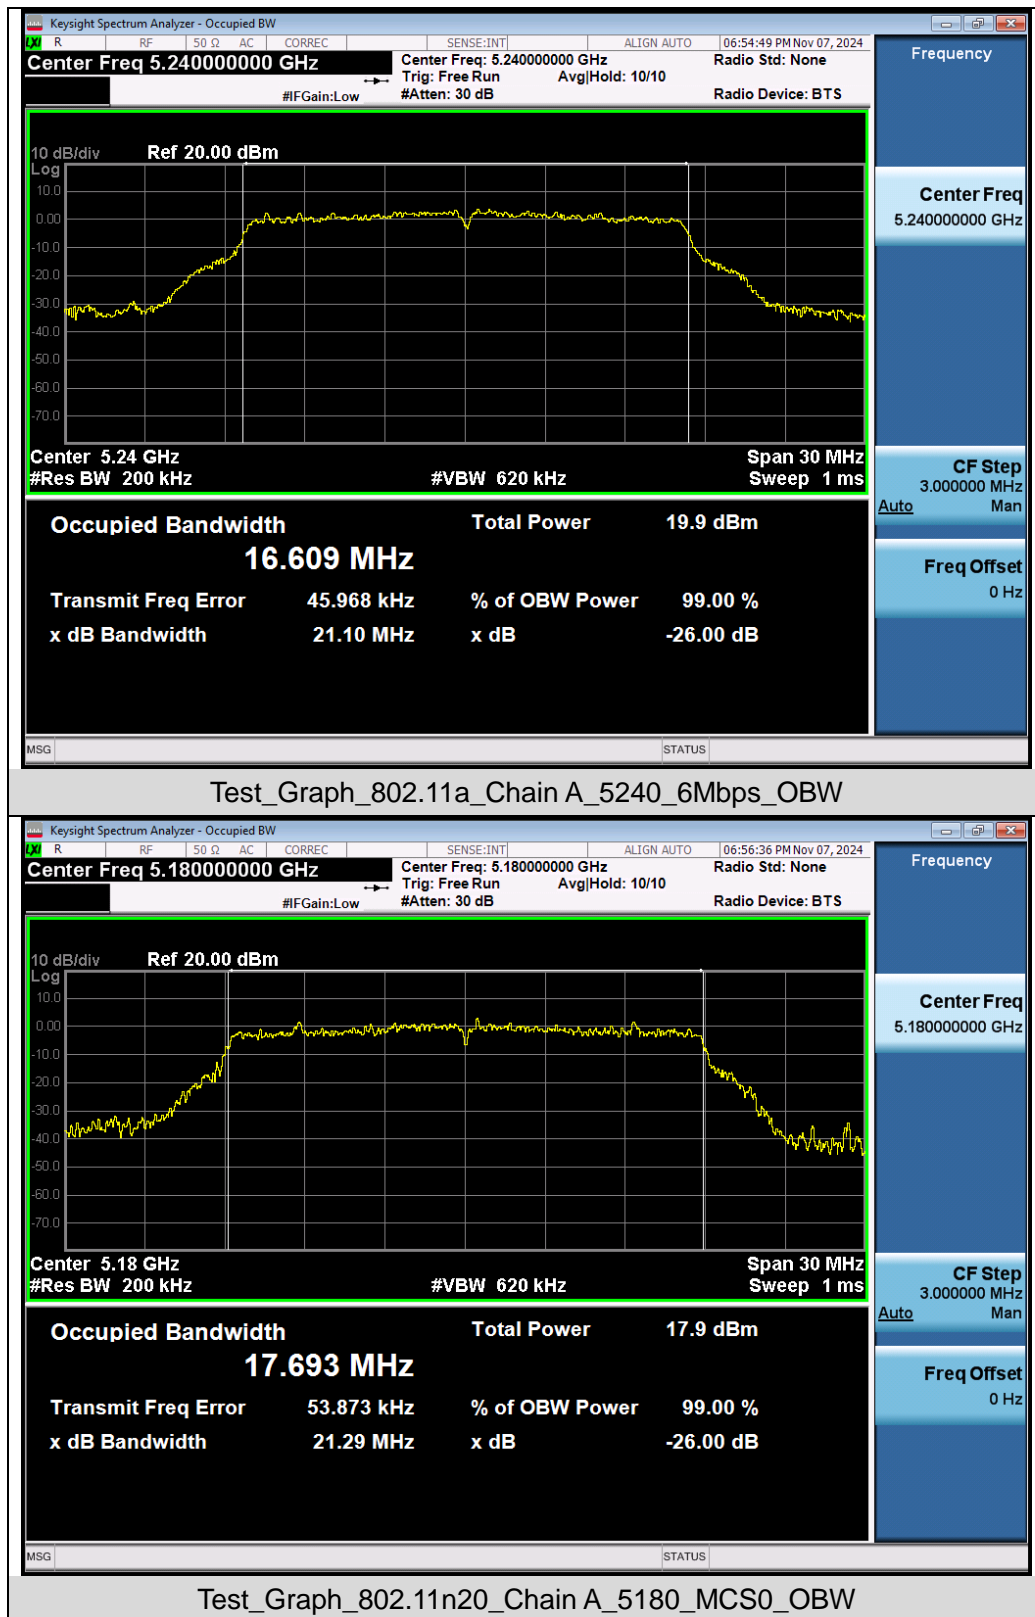 Keysight Spectrum Analyzer - Occupied BW
LXI R RF 50 Ω AC CORREC SENSE:INT ALIGN AUTO 06:54:49 PM Nov 07, 2024
Center Freq 5.240000000 GHz
Center Freq: 5.240000000 GHz Radio Std: None
Trig: Free Run Avg|Hold: 10/10
#IFGain:Low #Atten: 30 dB Radio Device: BTS
10 dB/div Ref 20.00 dBm
Log
10.0
0.00
-10.0
-20.0
-30.0
-40.0
-50.0
-60.0
-70.0
Center 5.24 GHz Span 30 MHz
#Res BW 200 kHz #VBW 620 kHz Sweep 1 ms
Occupied Bandwidth Total Power 19.9 dBm
16.609 MHz
Transmit Freq Error 45.968 kHz % of OBW Power 99.00 %
x dB Bandwidth 21.10 MHz x dB -26.00 dB
Frequency
Center Freq
5.240000000 GHz
CF Step
3.000000 MHz
Auto Man
Freq Offset
0 Hz
MSG STATUS
Test_Graph_802.11a_Chain A_5240_6Mbps_OBW
Keysight Spectrum Analyzer - Occupied BW
LXI R RF 50 Ω AC CORREC SENSE:INT ALIGN AUTO 06:56:36 PM Nov 07, 2024
Center Freq 5.180000000 GHz
Center Freq: 5.180000000 GHz Radio Std: None
Trig: Free Run Avg|Hold: 10/10
#IFGain:Low #Atten: 30 dB Radio Device: BTS
10 dB/div Ref 20.00 dBm
Log
10.0
0.00
-10.0
-20.0
-30.0
-40.0
-50.0
-60.0
-70.0
Center 5.18 GHz Span 30 MHz
#Res BW 200 kHz #VBW 620 kHz Sweep 1 ms
Occupied Bandwidth Total Power 17.9 dBm
17.693 MHz
Transmit Freq Error 53.873 kHz % of OBW Power 99.00 %
x dB Bandwidth 21.29 MHz x dB -26.00 dB
Frequency
Center Freq
5.180000000 GHz
CF Step
3.000000 MHz
Auto Man
Freq Offset
0 Hz
MSG STATUS
Test_Graph_802.11n20_Chain A_5180_MCS0_OBW